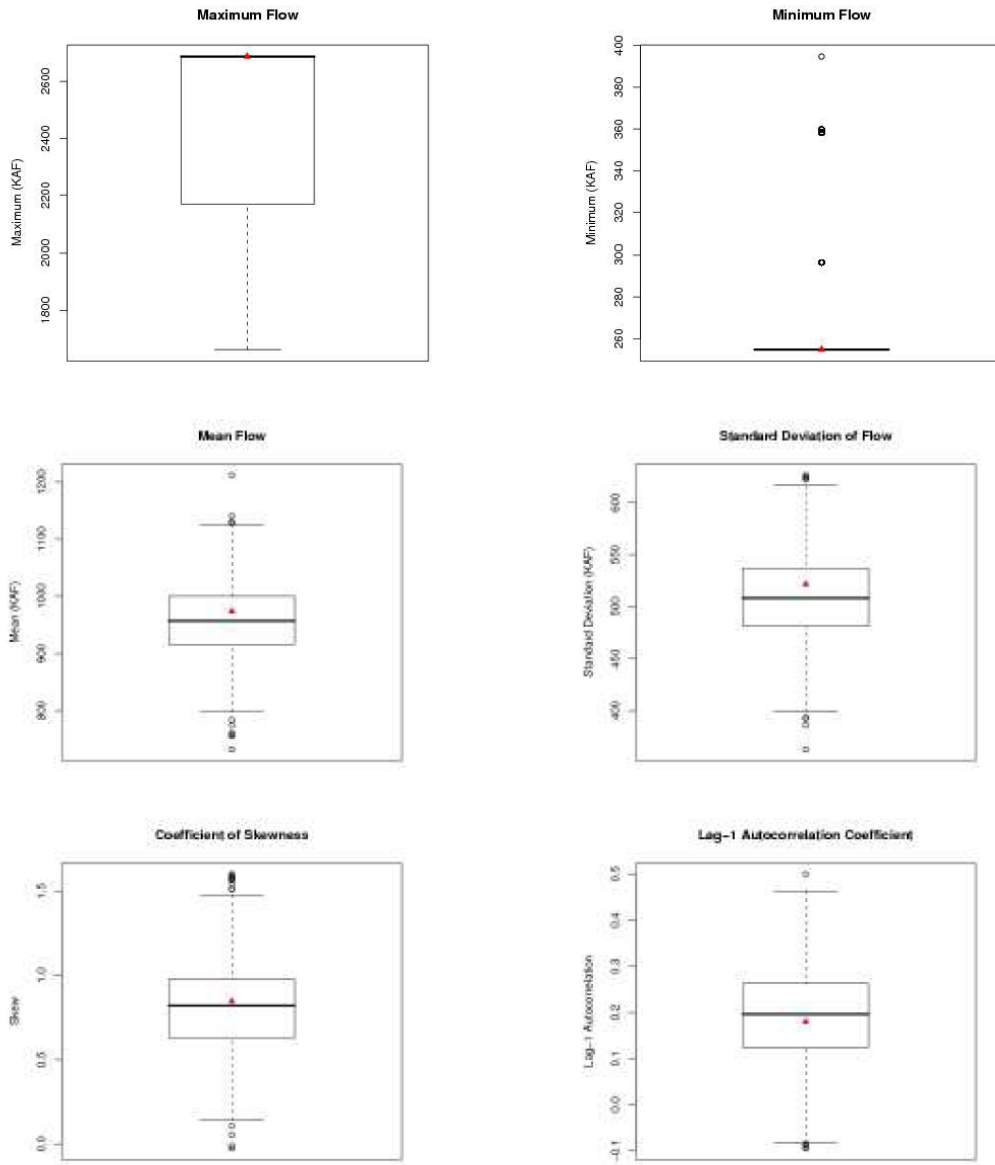 Maximum Flow
Maximum (KAF)
2600
2400
2200
2000
1800
Minimum Flow
Minimum (KAF)
400
380
360
340
320
300
280
260
Mean Flow
Mean (KAF)
1200
1100
1000
900
800
Standard Deviation of Flow
Standard Deviation (KAF)
600
550
500
450
400
Coefficient of Skewness
Skew
1.5
1.0
0.5
0.0
Lag-1 Autocorrelation Coefficient
Lag-1 Autocorrelation
0.5
0.4
0.3
0.2
0.1
0.0
-0.1